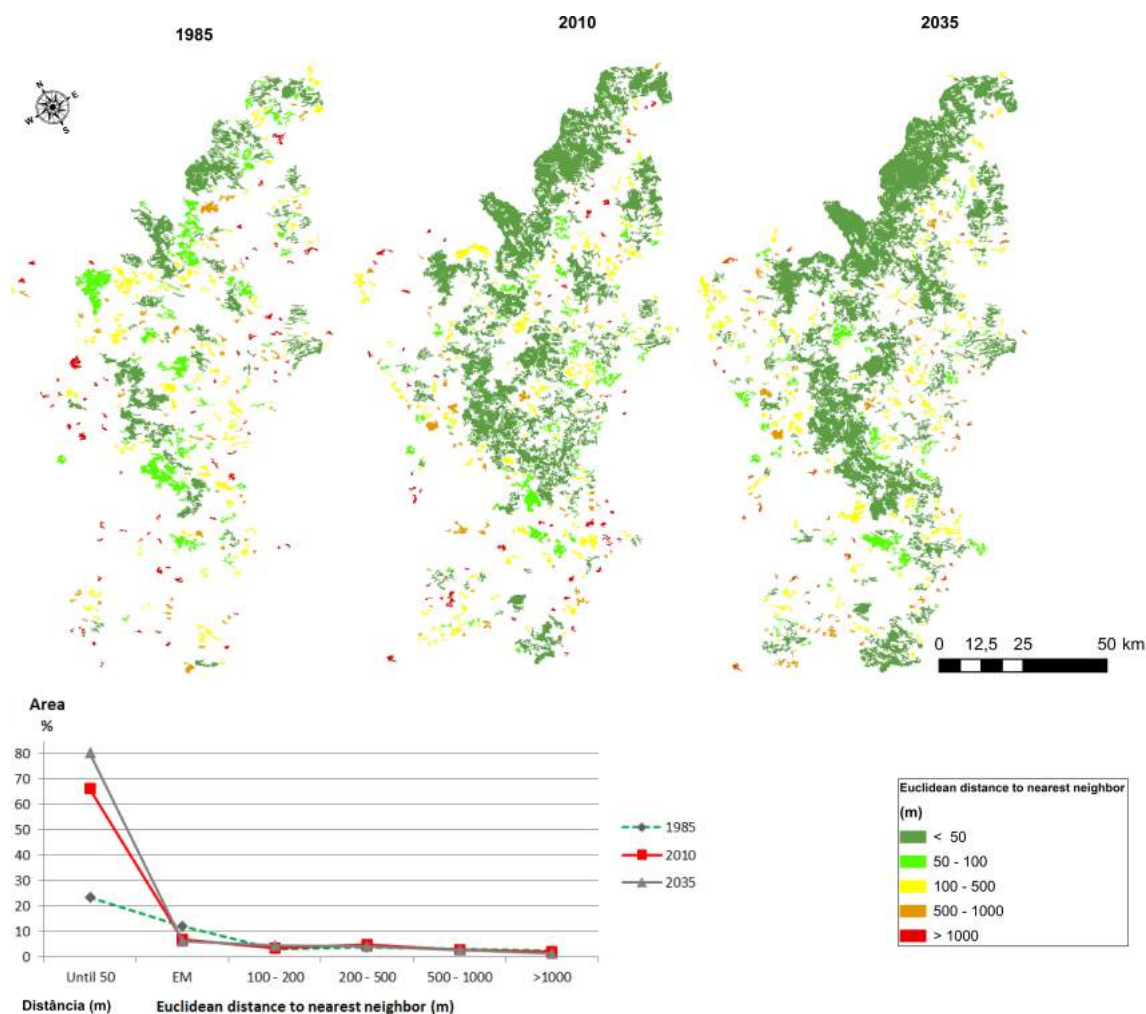 1985
2010
2035
N
E
W
S
0 12,5 25 50 km
Area
%
80
70
60
50
40
30
20
10
0
Until 50 EM 100 - 200 200 - 500 500 - 1000 >1000
Distância (m) Euclidean distance to nearest neighbor (m)
1985
2010
2035
Euclidean distance to nearest neighbor
(m)
< 50
50 - 100
100 - 500
500 - 1000
> 1000